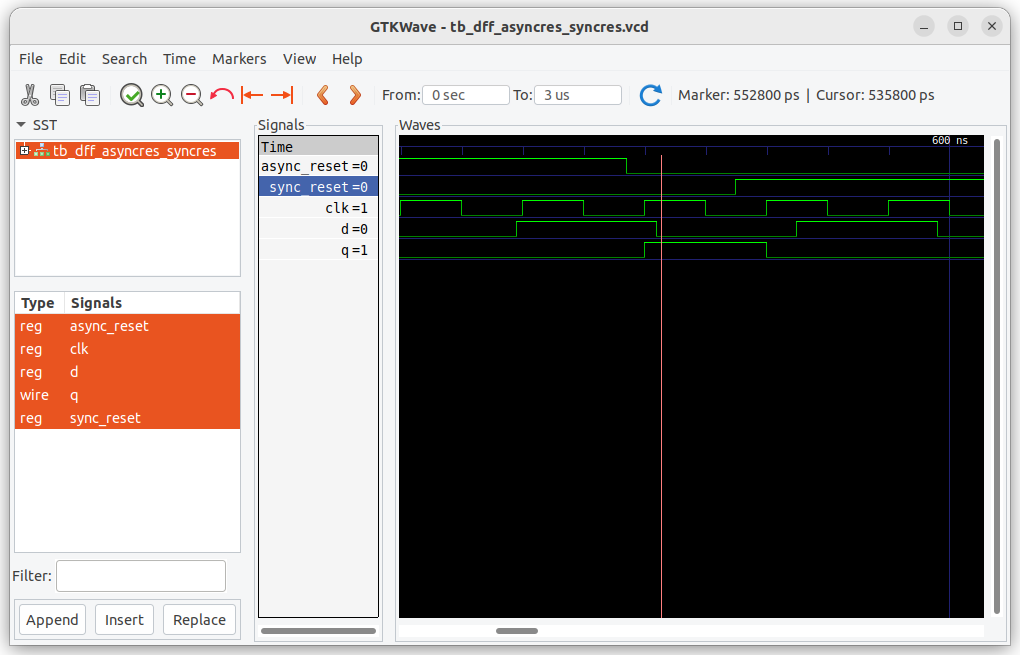 GTKWave - tb_dff_asyncres_syncres.vcd
File Edit Search Time Markers View Help
From: 0 sec To: 3 us Marker: 552800 ps | Cursor: 535800 ps
SST
tb_dff_asyncres_syncres
Type Signals
reg async_reset
reg clk
reg d
wire q
reg sync_reset
Filter:
Append Insert Replace
Signals
Time
async_reset =0
sync_reset =0
clk =1
d =0
q =1
Waves
600 ns